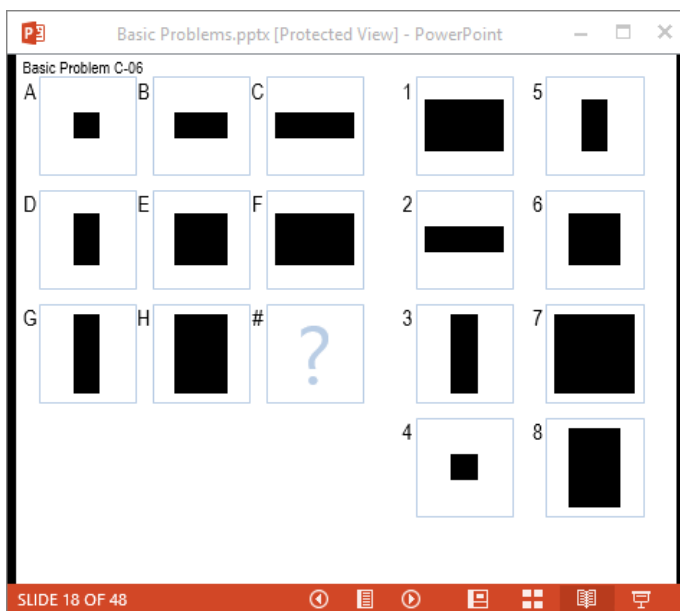 Basic Problems.pptx [Protected View] - PowerPoint
Basic Problem C-06
A B C 1 5
D E F 2 6
G H # ? 3 7
4 8
SLIDE 18 OF 48